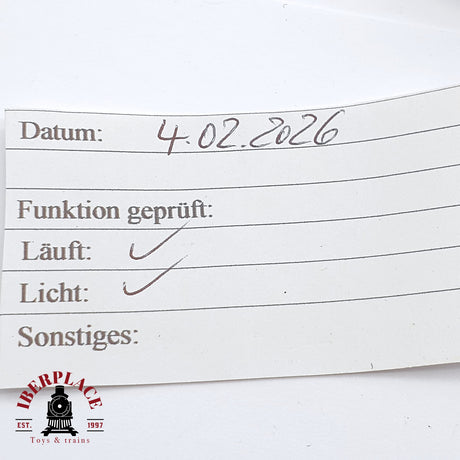 Datum: 4.02.2026
Funktion geprüft:
Läuft: ✓
Licht: ✓
Sonstiges:
IBERPLACE
EST. 1997
Toys & trains